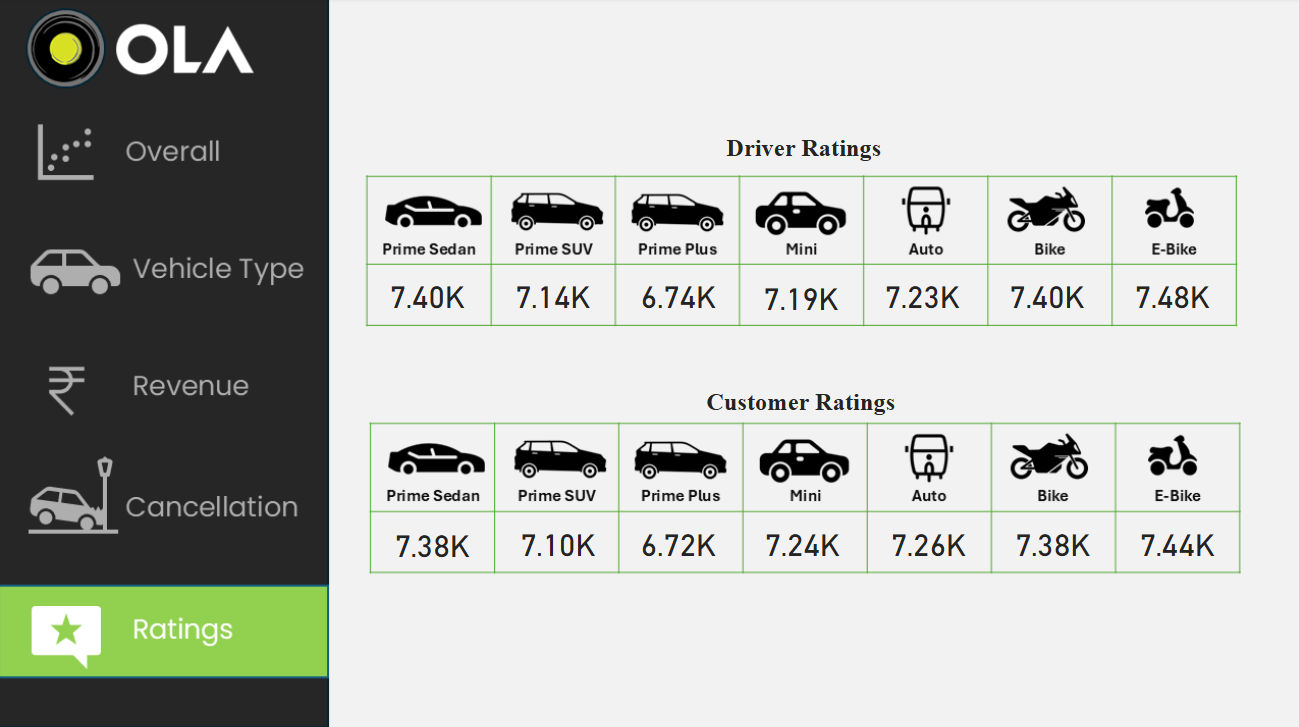 OLA
Overall
Vehicle Type
Revenue
Cancellation
Ratings
Driver Ratings
Prime Sedan Prime SUV Prime Plus Mini Auto Bike E-Bike
7.40K 7.14K 6.74K 7.19K 7.23K 7.40K 7.48K
Customer Ratings
Prime Sedan Prime SUV Prime Plus Mini Auto Bike E-Bike
7.38K 7.10K 6.72K 7.24K 7.26K 7.38K 7.44K